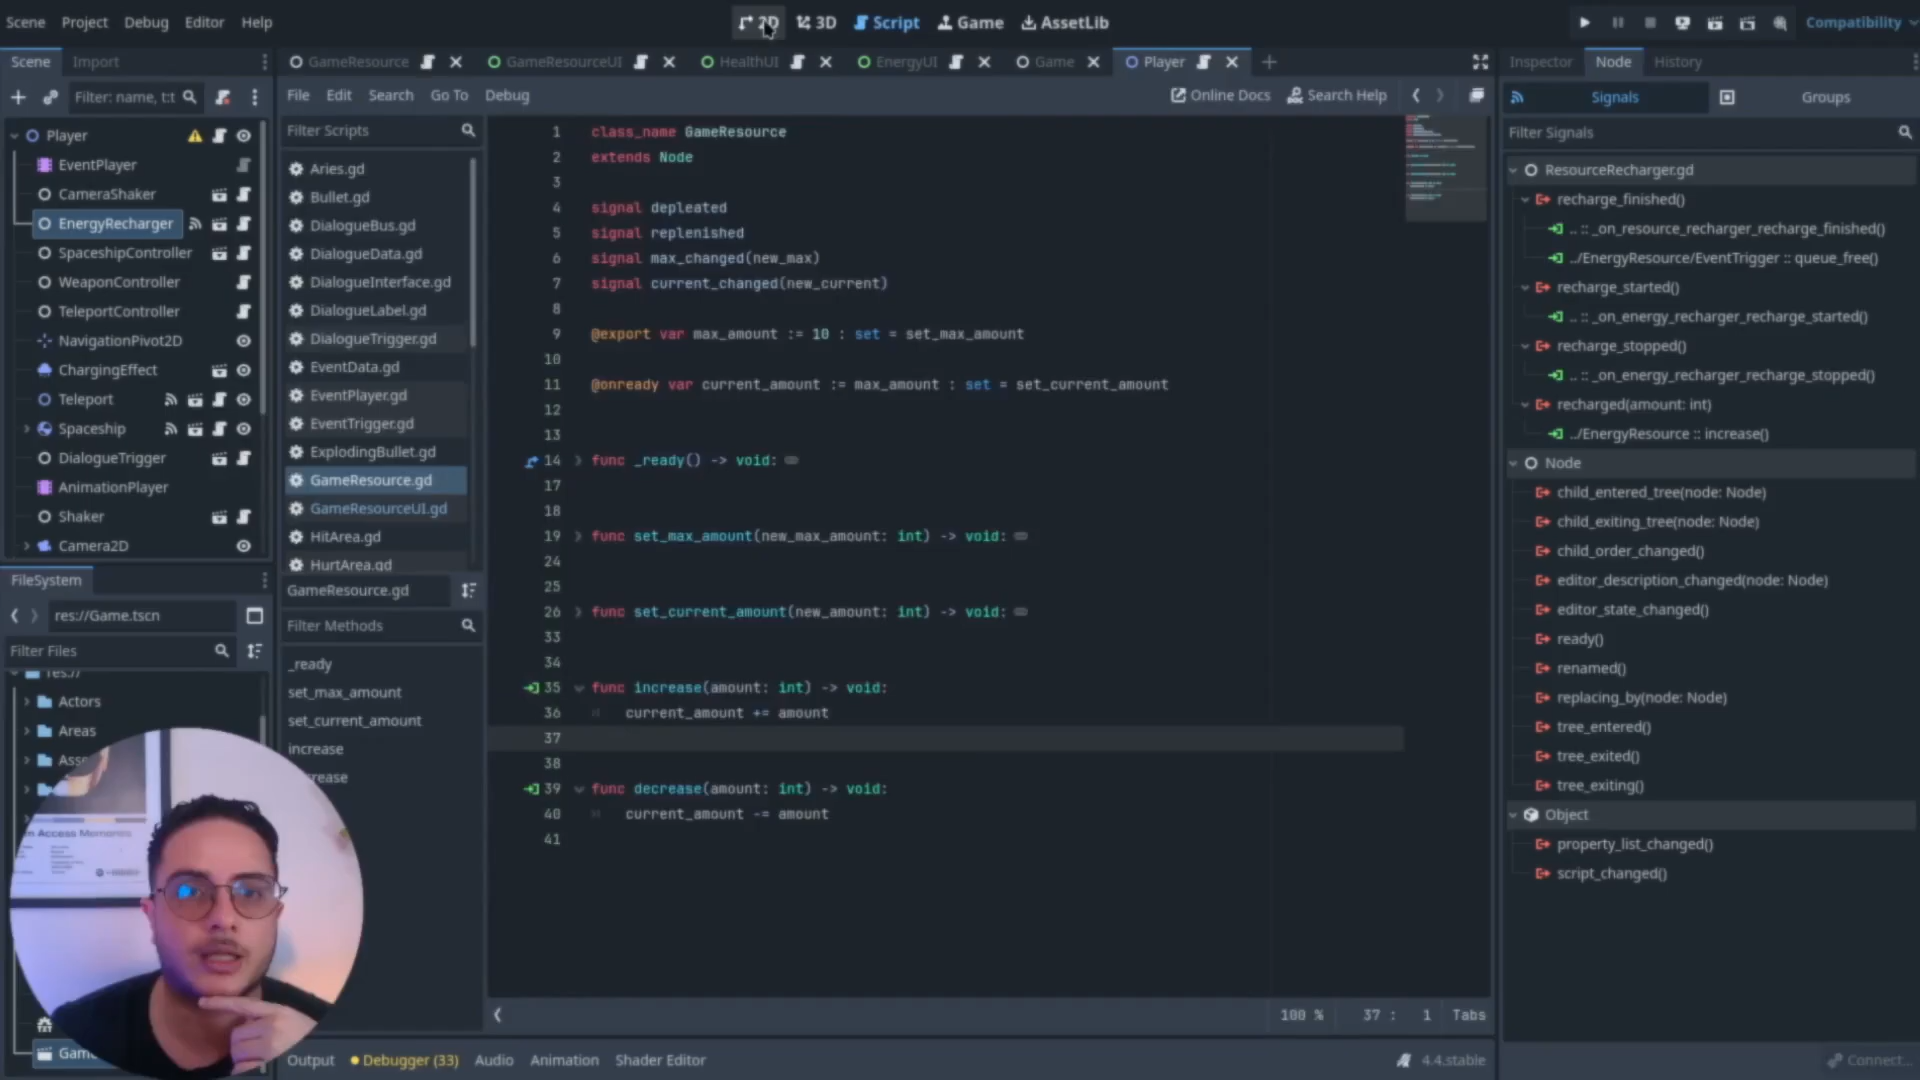 Scene Project Debug Editor Help
2D 3D Script Game AssetLib
Compatibility
Scene Import
Filter: name, t:t
Player
EventPlayer
CameraShaker
EnergyRecharger
SpaceshipController
WeaponController
TeleportController
NavigationPivot2D
ChargingEffect
Teleport
Spaceship
DialogueTrigger
AnimationPlayer
Shaker
Camera2D
FileSystem
res://Game.tscn
Filter Files
res://
Actors
Areas
Ass
Access Memories
Gam
GameResource GameResourceUI HealthUI EnergyUI Game Player
File Edit Search Go To Debug
Online Docs Search Help
Filter Scripts
Aries.gd
Bullet.gd
DialogueBus.gd
DialogueData.gd
DialogueInterface.gd
DialogueLabel.gd
DialogueTrigger.gd
EventData.gd
EventPlayer.gd
EventTrigger.gd
ExplodingBullet.gd
GameResource.gd
GameResourceUI.gd
HitArea.gd
HurtArea.gd
GameResource.gd
Filter Methods
_ready
set_max_amount
set_current_amount
increase
rease
1 class_name GameResource
2 extends Node
3
4 signal depleated
5 signal replenished
6 signal max_changed(new_max)
7 signal current_changed(new_current)
8
9 @export var max_amount := 10 : set = set_max_amount
10
11 @onready var current_amount := max_amount : set = set_current_amount
12
13
14 func _ready() -> void:
17
18
19 func set_max_amount(new_max_amount: int) -> void:
24
25
26 func set_current_amount(new_amount: int) -> void:
33
34
35 func increase(amount: int) -> void:
36 current_amount += amount
37
38
39 func decrease(amount: int) -> void:
40 current_amount -= amount
41
100 % 37 : 1 Tabs
Output Debugger (33) Audio Animation Shader Editor
4.4.stable
Inspector Node History
Signals Groups
Filter Signals
ResourceRecharger.gd
recharge_finished()
.. :: _on_resource_recharger_recharge_finished()
../EnergyResource/EventTrigger :: queue_free()
recharge_started()
.. :: _on_energy_recharger_recharge_started()
recharge_stopped()
.. :: _on_energy_recharger_recharge_stopped()
recharged(amount: int)
../EnergyResource :: increase()
Node
child_entered_tree(node: Node)
child_exiting_tree(node: Node)
child_order_changed()
editor_description_changed(node: Node)
editor_state_changed()
ready()
renamed()
replacing_by(node: Node)
tree_entered()
tree_exited()
tree_exiting()
Object
property_list_changed()
script_changed()
Connect...